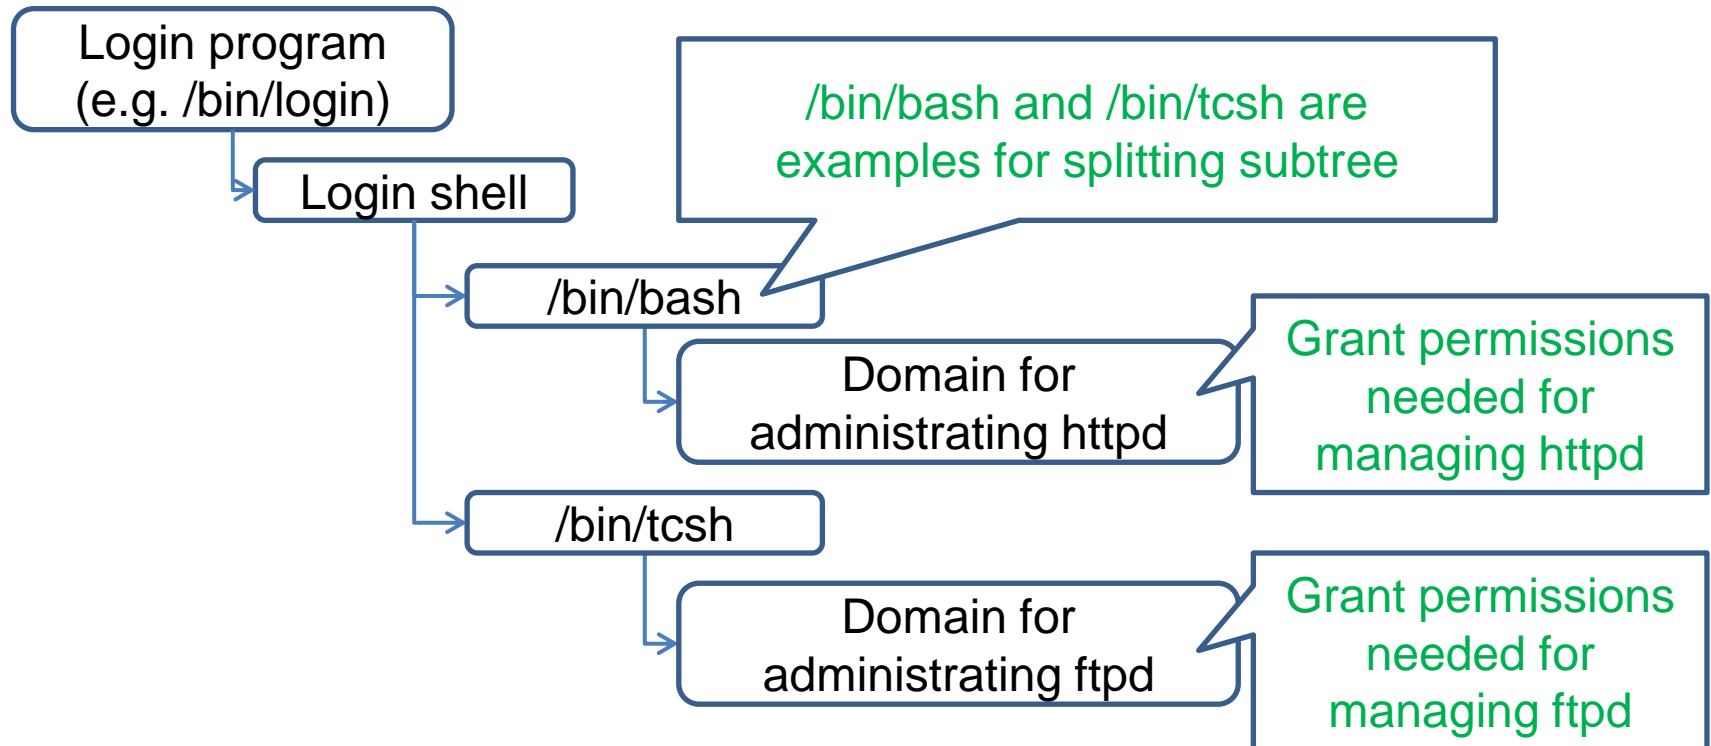 Login program
(e.g. /bin/login)
/bin/bash and /bin/tcsh are
examples for splitting subtree
Login shell
/bin/bash
Domain for
administrating httpd
Grant permissions
needed for
managing httpd
/bin/tcsh
Domain for
administrating ftpd
Grant permissions
needed for
managing ftpd